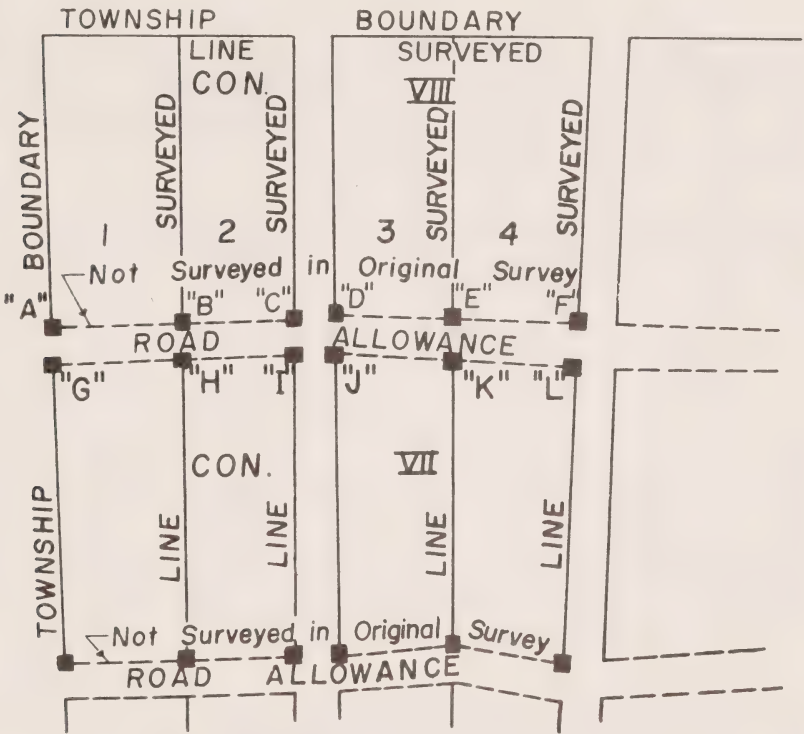 TOWNSHIP BOUNDARY
LINE SURVEYED
CON. VIII
BOUNDARY
SURVEYED
SURVEYED
SURVEYED
SURVEYED
1 2 3 4
Not Surveyed in Original Survey
"A" "B" "C" "D" "E" "F"
ROAD ALLOWANCE
"G" "H" "I" "J" "K" "L"
CON. VII
TOWNSHIP
LINE
LINE
LINE
LINE
Not Surveyed in Original Survey
ROAD ALLOWANCE